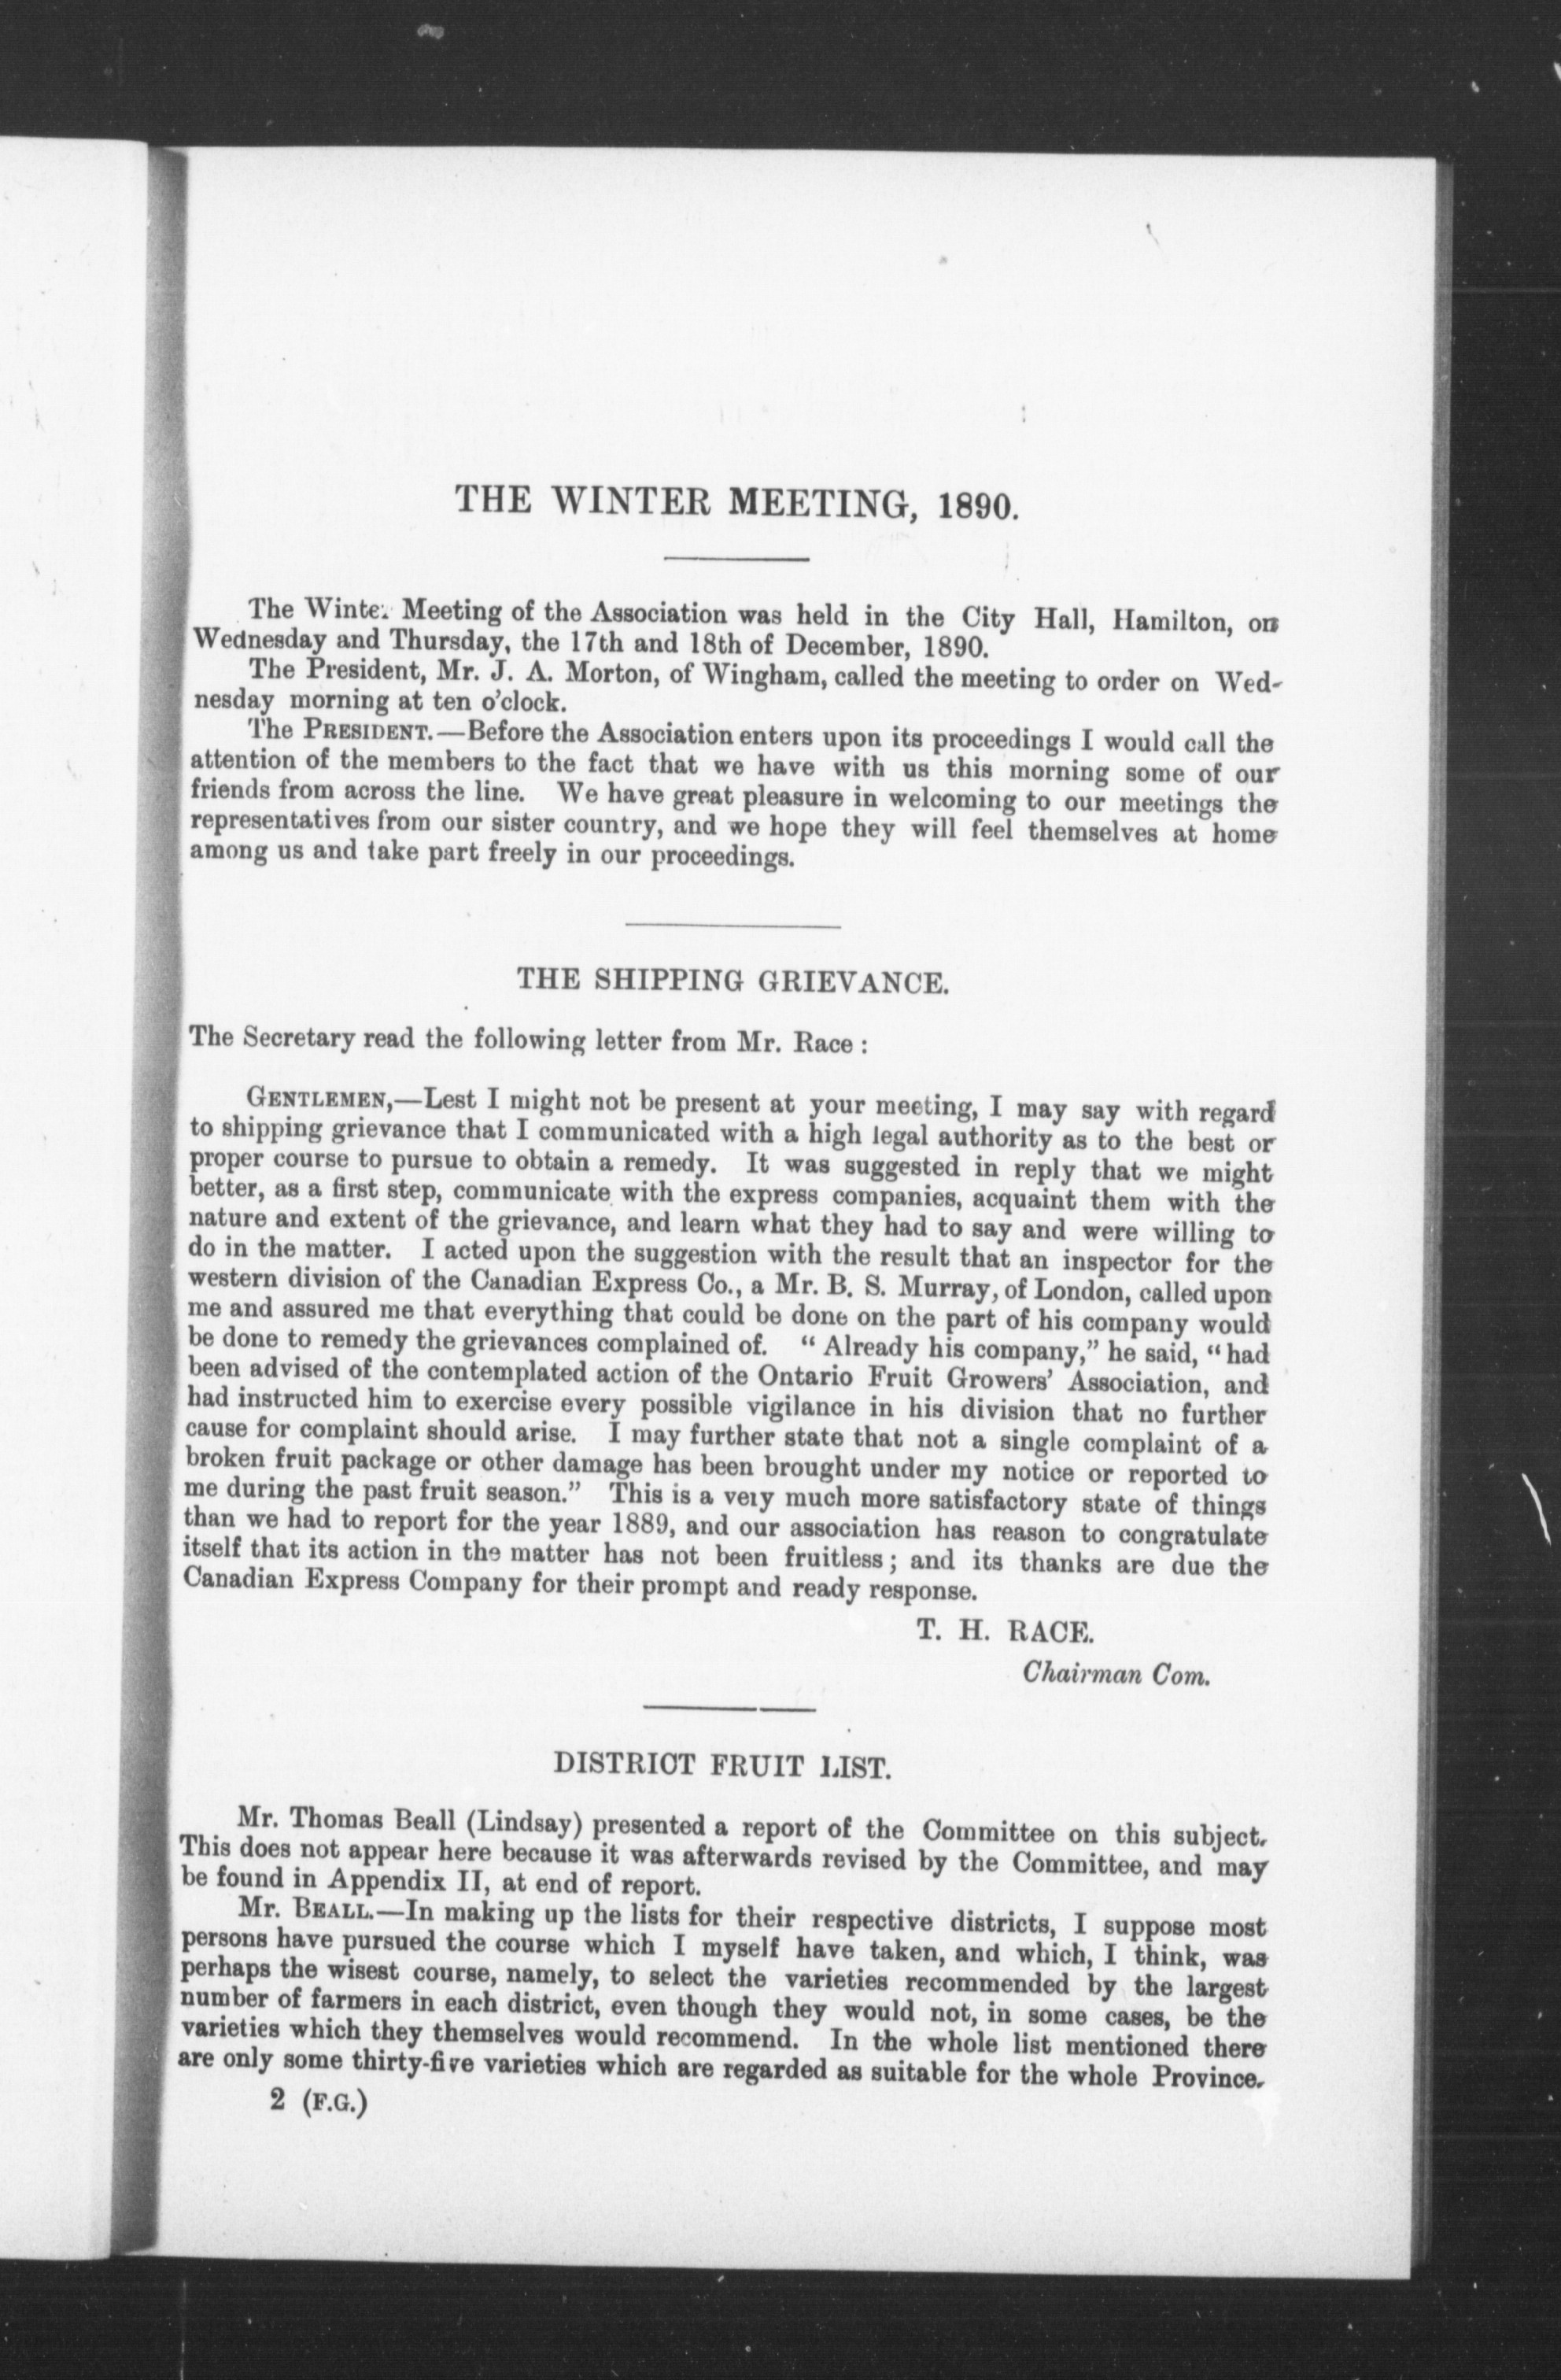 THE WINTER MEETING, 1890.
The Winter Meeting of the Association was held in the City Hall, Hamilton, on
Wednesday and Thursday, the 17th and 18th of December, 1890.
The President, Mr. J. A. Morton, of Wingham, called the meeting to order on Wed-
nesday morning at ten o'clock.
The PRESIDENT.—Before the Association enters upon its proceedings I would call the
attention of the members to the fact that we have with us this morning some of our
friends from across the line. We have great pleasure in welcoming to our meetings the
representatives from our sister country, and we hope they will feel themselves at home
among us and take part freely in our proceedings.
THE SHIPPING GRIEVANCE.
The Secretary read the following letter from Mr. Race :
GENTLEMEN,—Lest I might not be present at your meeting, I may say with regard
to shipping grievance that I communicated with a high legal authority as to the best or
proper course to pursue to obtain a remedy. It was suggested in reply that we might
better, as a first step, communicate with the express companies, acquaint them with the
nature and extent of the grievance, and learn what they had to say and were willing to
do in the matter. I acted upon the suggestion with the result that an inspector for the
western division of the Canadian Express Co., a Mr. B. S. Murray, of London, called upon
me and assured me that everything that could be done on the part of his company would
be done to remedy the grievances complained of. " Already his company," he said, "had
been advised of the contemplated action of the Ontario Fruit Growers' Association, and
had instructed him to exercise every possible vigilance in his division that no further
cause for complaint should arise. I may further state that not a single complaint of a
broken fruit package or other damage has been brought under my notice or reported to
me during the past fruit season." This is a very much more satisfactory state of things
than we had to report for the year 1889, and our association has reason to congratulate
itself that its action in the matter has not been fruitless ; and its thanks are due the
Canadian Express Company for their prompt and ready response.
T. H. RACE.
Chairman Com.
DISTRICT FRUIT LIST.
Mr. Thomas Beall (Lindsay) presented a report of the Committee on this subject.
This does not appear here because it was afterwards revised by the Committee, and may
be found in Appendix II, at end of report.
Mr. BEALL.—In making up the lists for their respective districts, I suppose most
persons have pursued the course which I myself have taken, and which, I think, was
perhaps the wisest course, namely, to select the varieties recommended by the largest
number of farmers in each district, even though they would not, in some cases, be the
varieties which they themselves would recommend. In the whole list mentioned there
are only some thirty-five varieties which are regarded as suitable for the whole Province.
2 (F.G.)